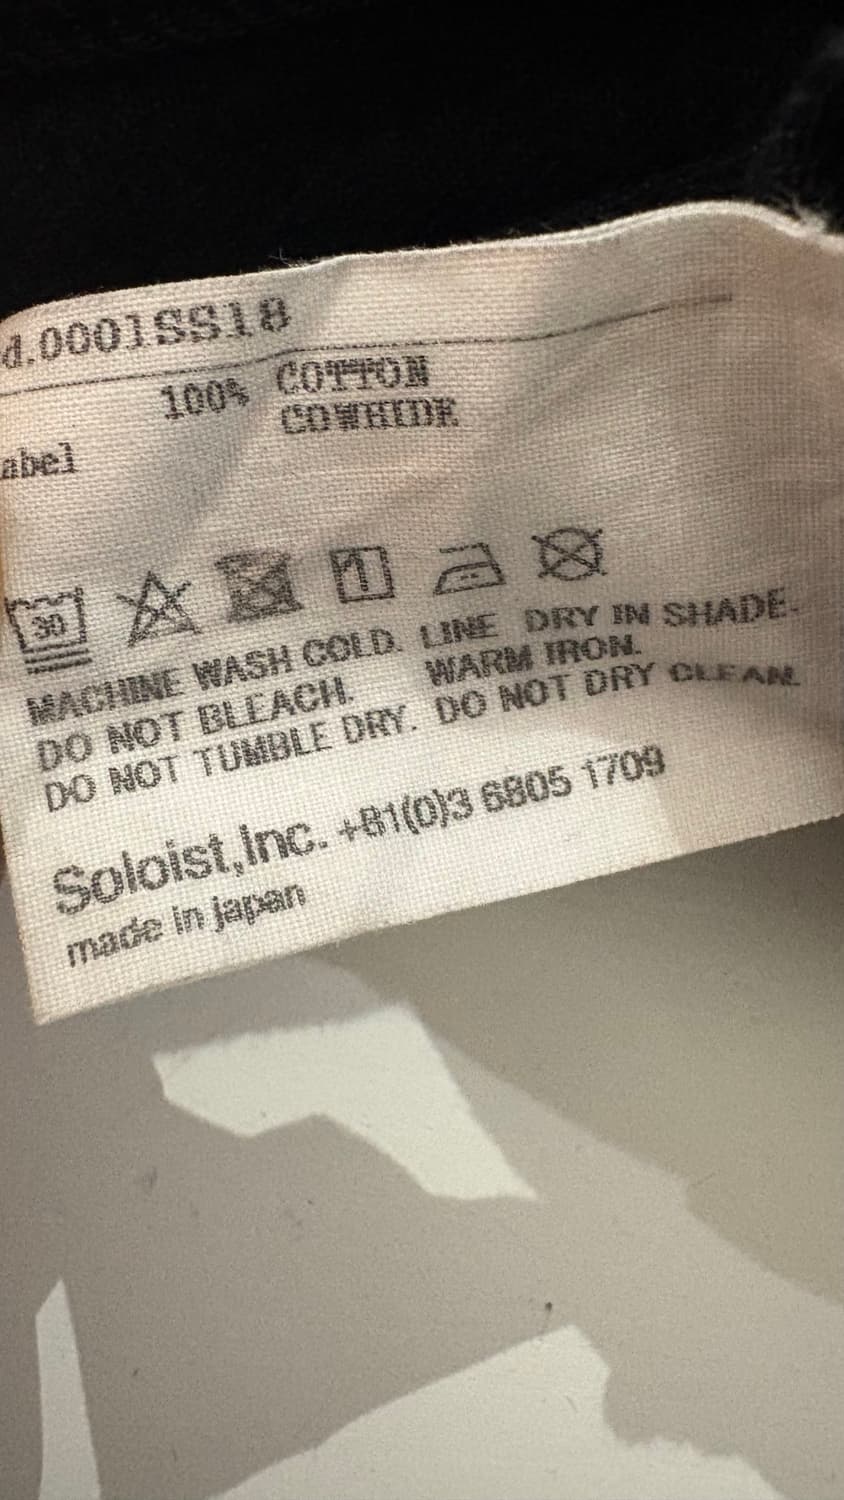 d.0001SS18
100% COTTON
COWHIDE
abel
30
MACHINE WASH COLD. LINE DRY IN SHADE.
DO NOT BLEACH. WARM IRON.
DO NOT TUMBLE DRY. DO NOT DRY CLEAN.
Soloist,Inc. +81(0)3 6805 1709
made in japan